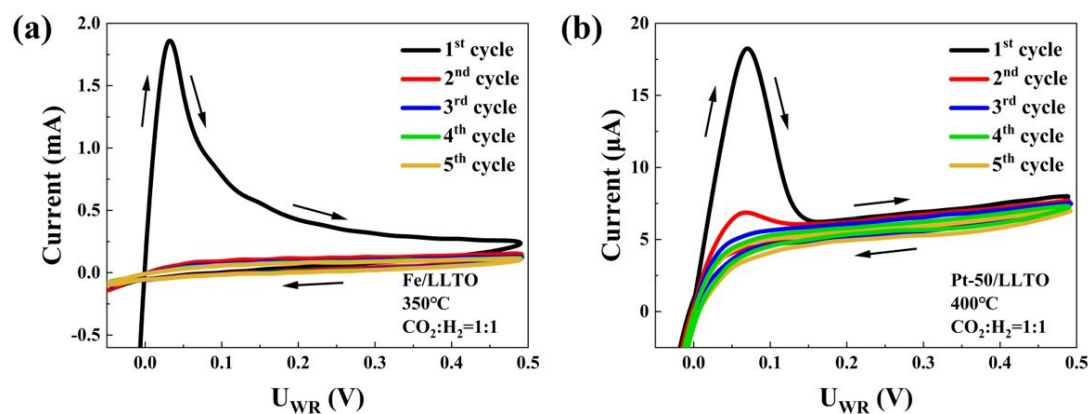 (a)
2.0
1.5
1.0
0.5
0.0
-0.5
Current (mA)
1st cycle
2nd cycle
3rd cycle
4th cycle
5th cycle
Fe/LLTO
350°C
CO2:H2=1:1
0.0 0.1 0.2 0.3 0.4 0.5
UWR (V)
(b)
20
15
10
5
0
Current (μA)
1st cycle
2nd cycle
3rd cycle
4th cycle
5th cycle
Pt-50/LLTO
400°C
CO2:H2=1:1
0.0 0.1 0.2 0.3 0.4 0.5
UWR (V)